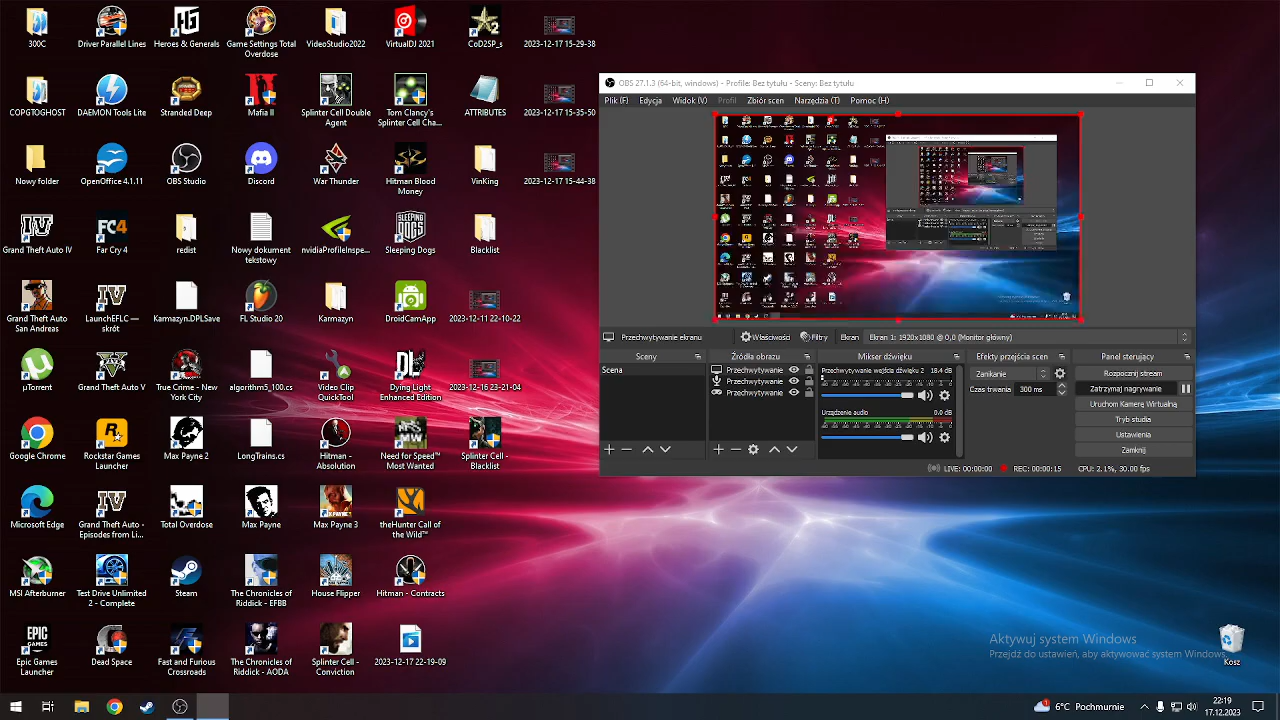 300C
Driver Parallel Lines
Heroes & Generals
Game Settings Total
Overdose
VideoStudio2022
VirtualDJ 2021
CoD2SP_s
2023-12-17 15-29-38
COPGTOGHOST
DAEMON Tools Lite
Stranded Deep
Mafia II
Splinter Cell Double
Agent
Tom Clancy's
Splinter Cell Cha...
ATTRIBUTES
2023-12-17 15-35-50
Nowy folder
OpenOffice 4.1.11
OBS Studio
Discord
War Thunder
Hitman Blood
Money
VinKing
2023-12-17 15-44-38
Grand Theft Auto IV
Far Cry 4
redist
Nowy dokument
tekstowy
nvidiaProfileInspe...
Sleeping Dogs
Blacklist
Grand Theft Auto
San Andreas
LaunchEFLC —
skrót
Karmazyn.DPLSave
FL Studio 20
Karmazyn
DroidCamApp
2023-12-11 22-10-22
µTorrent
Grand Theft Auto V
True Crime - New
York City
algorithm5_100.cs
Video Clip
QuickTool
Dying Light
Enhanced Edition
2023-12-16 23-21-04
Google Chrome
Rockstar Games
Launcher
Max Payne 2
LongTrains.cs
Hitman -
Absolution
Need for Speed™
Most Wanted
Splinter Cell -
Blacklist
Microsoft Edge
Grand Theft Auto -
Episodes from Li...
Total Overdose
Max Payne
Max Payne 3
theHunter Call of
the Wild™
MSI Afterburner
Test Drive Unlimited
2 - Complete
Steam
The Chronicles of
Riddick - EFBB
House Flipper
Hitman - Contracts
Epic Games
Launcher
Dead Space
Fast and Furious
Crossroads
The Chronicles of
Riddick - AODA
Splinter Cell -
Conviction
2023-12-17 22-19-09
OBS 27.1.3 (64-bit, windows) - Profile: Bez tytułu - Sceny: Bez tytułu
Plik (F) Edycja Widok (V) Profil Zbiór scen Narzędzia (T) Pomoc (H)
Przechwytywanie ekranu Właściwości Filtry Ekran Ekran 1: 1920x1080 @ 0,0 (Monitor główny)
Sceny
Scena
Źródła obrazu
Przechwytywanie
Przechwytywanie
Przechwytywanie
Mikser dźwięku
Przechwytywanie wejścia dźwięku 2 18.4 dB
Urządzenie audio 0.0 dB
Efekty przejścia scen
Zanikanie
Czas trwania 300 ms
Panel sterujący
Rozpocznij stream
Zatrzymaj nagrywanie
Uruchom Kamerę Wirtualną
Tryb studia
Ustawienia
Zamknij
LIVE: 00:00:00 REC: 00:00:15 CPU: 2.1%, 30.00 fps
Aktywuj system Windows
Przejdź do ustawień, aby aktywować system Windows.
Kosz
6°C Pochmurnie
22:19
17.12.2023